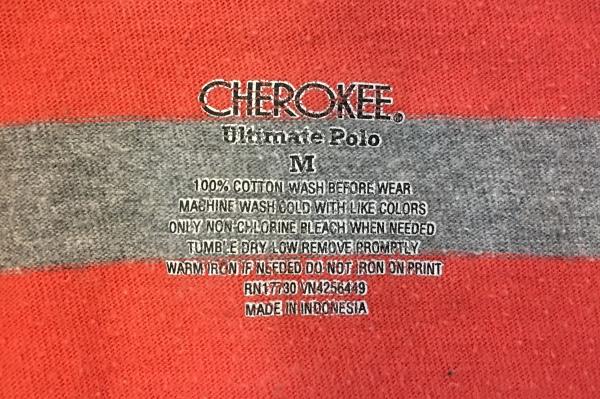 CHEROKEE®
Ultimate Polo
M
100% COTTON WASH BEFORE WEAR
MACHINE WASH COLD WITH LIKE COLORS
ONLY NON-CHLORINE BLEACH WHEN NEEDED
TUMBLE DRY LOW REMOVE PROMPTLY
WARM IRON IF NEEDED DO NOT IRON ON PRINT
RN17730 VN4256449
MADE IN INDONESIA